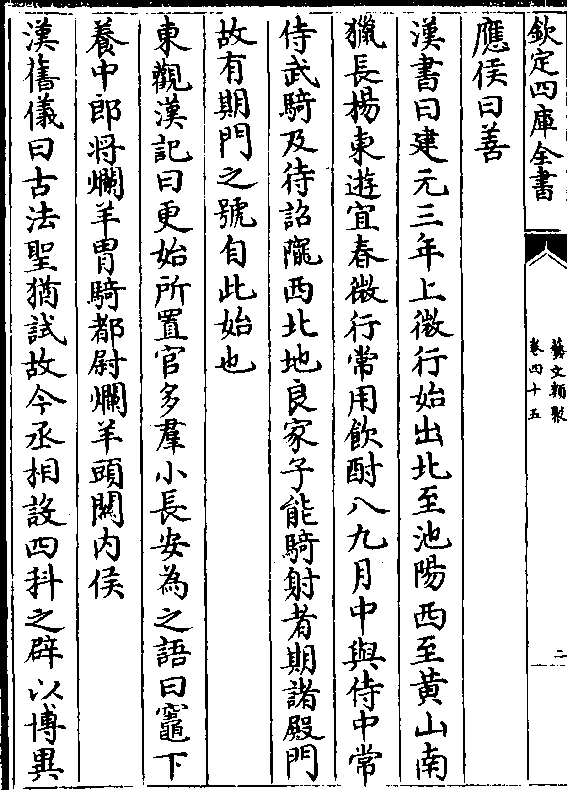 欽定四庫全書
藝文類聚
卷四十五
二
應侯曰善
漢書曰建元三年上微行始出北至池陽西至黃山南
獵長楊東遊宜春微行常用飲酎八九月中與侍中常
侍武騎及待詔隴西北地良家子能騎射者期諸殿門
故有期門之號自此始也
東觀漢記曰更始所置官多羣小長安為之語曰竈下
養中郎将爛羊胃騎都尉爛羊頭關内侯
漢舊儀曰古法聖猶試故令丞相設四科之辟以博異